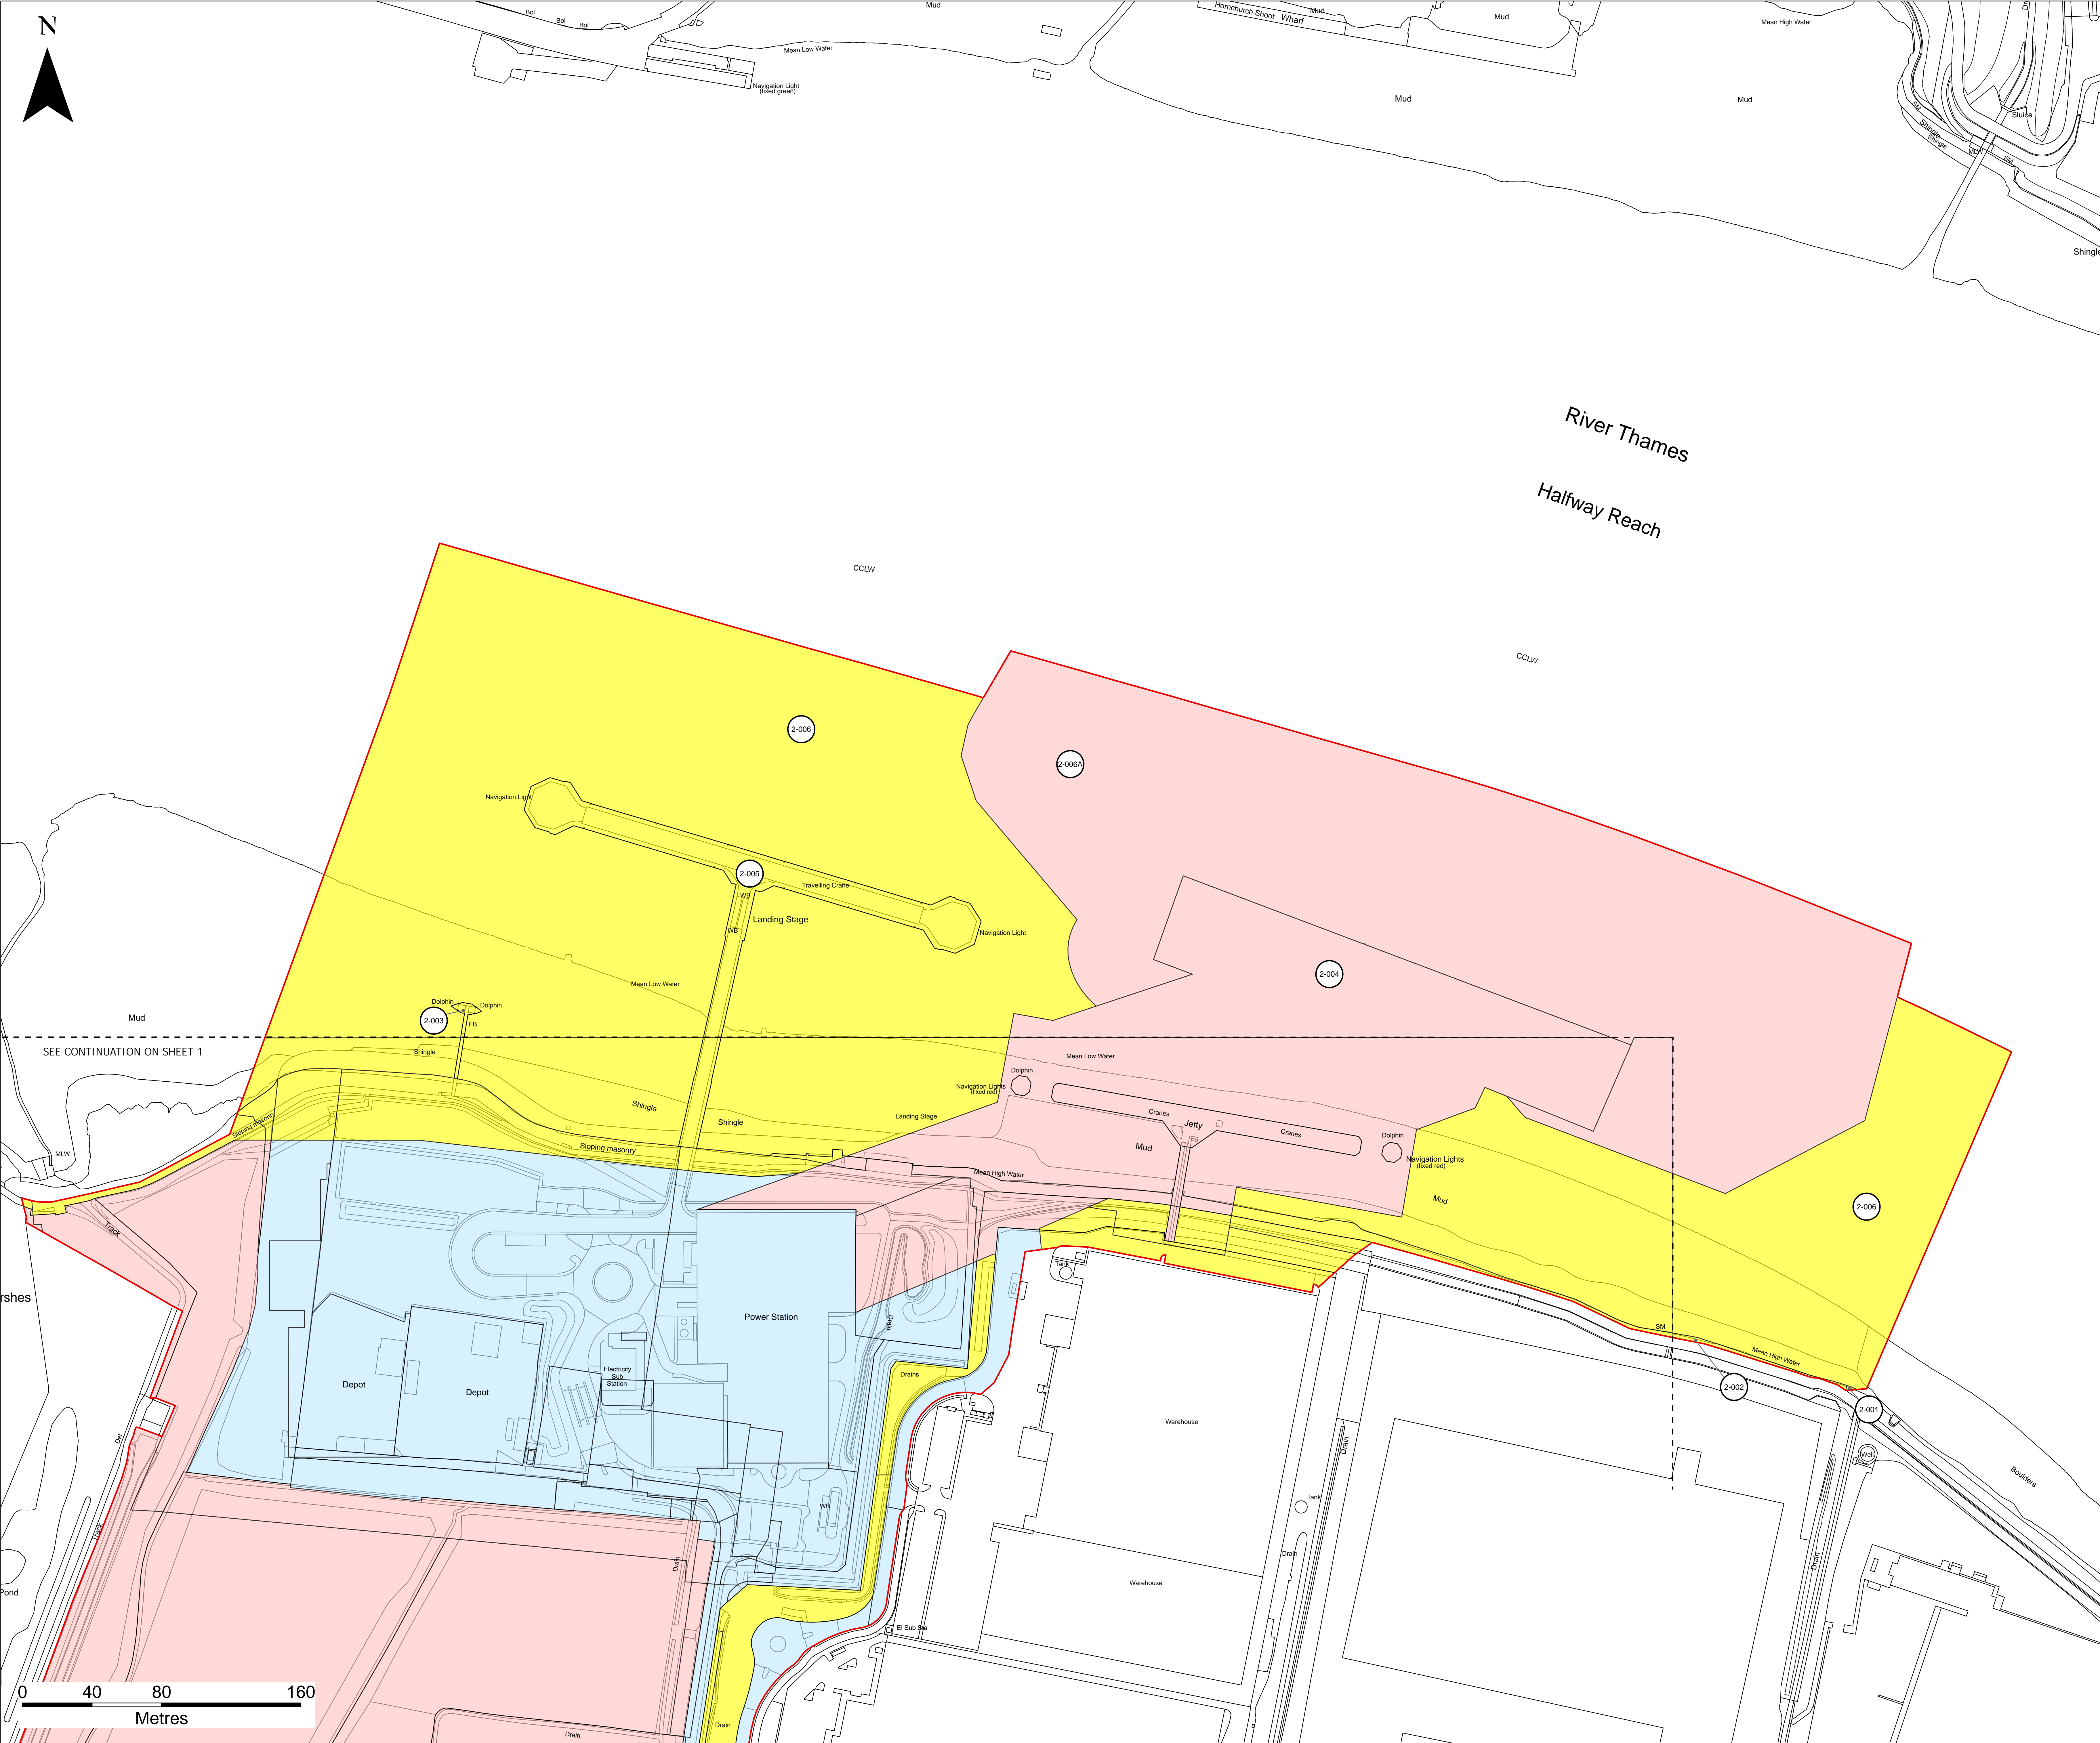 Mud
Bol
Bol
Bol
Hornchurch Shoot Wharf
Mud
Mud
Mean High Water
N
Mean Low Water
Navigation Light
(fixed green)
Mud
Mud
SM
Shingle
Shingle
Sluice
MLW
SM
Shingle
River Thames
Halfway Reach
CCLW
CCLW
2-006
2-006A
Navigation Light
2-005
Travelling Crane
WB
Landing Stage
WB
Navigation Light
2-004
Mean Low Water
Dolphin
Dolphin
2-003
FB
Mud
SEE CONTINUATION ON SHEET 1
Shingle
Mean Low Water
Dolphin
Navigation Lights
(fixed red)
Shingle
Landing Stage
Shingle
Cranes
Jetty
Cranes
Dolphin
Sloping masonry
Sloping masonry
Mud
Navigation Lights
(fixed red)
MLW
Mean High Water
Mud
2-006
Track
Tank
rshes
Power Station
Drain
SM
Mean High Water
Electricity
Sub
Station
Drains
Depot
Depot
2-002
2-001
Def
Warehouse
Drain
Well
Boulders
WB
Tank
Track
Drain
Drain
Drain
Pond
Warehouse
El Sub Sta
0 40 80 160
Metres
Drain
Drain